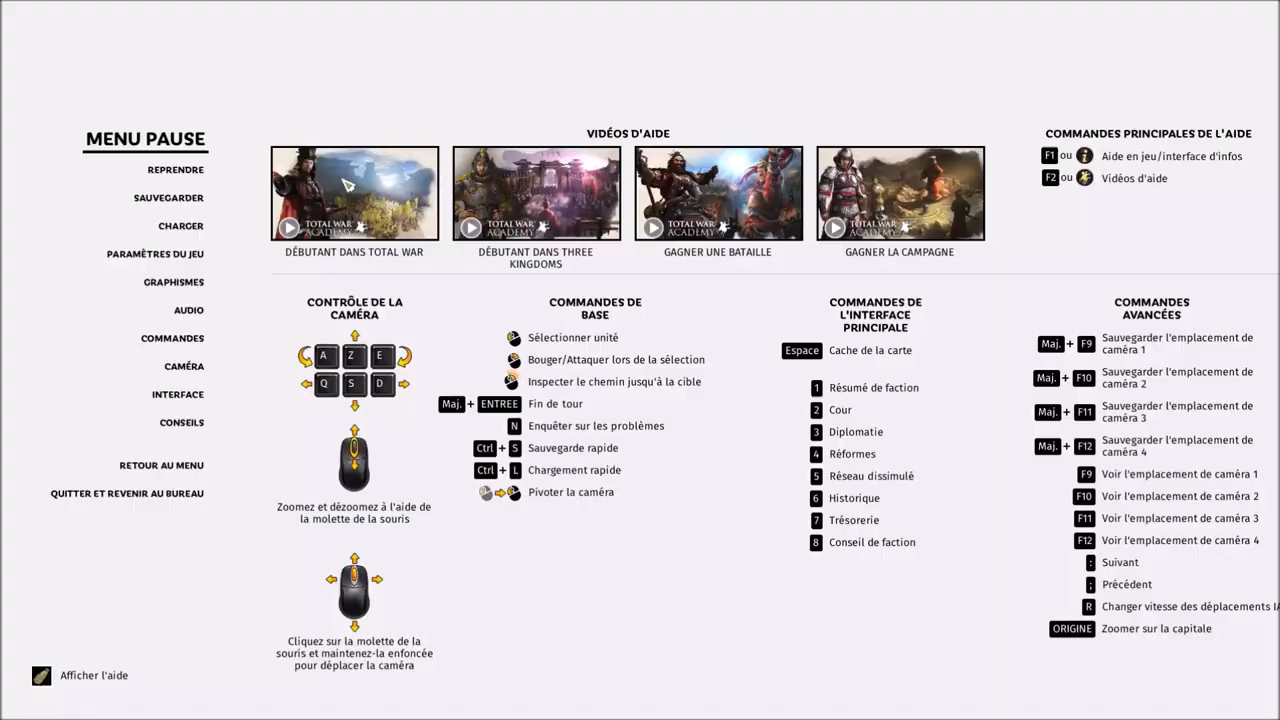 MENU PAUSE
REPRENDRE
SAUVEGARDER
CHARGER
PARAMÈTRES DU JEU
GRAPHISMES
AUDIO
COMMANDES
CAMÉRA
INTERFACE
CONSEILS
RETOUR AU MENU
QUITTER ET REVENIR AU BUREAU
Afficher l'aide
VIDÉOS D'AIDE
TOTAL WAR
ACADEMY
DÉBUTANT DANS TOTAL WAR
TOTAL WAR
ACADEMY
DÉBUTANT DANS THREE
KINGDOMS
TOTAL WAR
ACADEMY
GAGNER UNE BATAILLE
TOTAL WAR
ACADEMY
GAGNER LA CAMPAGNE
COMMANDES PRINCIPALES DE L'AIDE
F1 ou Aide en jeu/interface d'infos
F2 ou Vidéos d'aide
CONTRÔLE DE LA
CAMÉRA
A Z E
Q S D
Zoomez et dézoomez à l'aide de
la molette de la souris
Cliquez sur la molette de la
souris et maintenez-la enfoncée
pour déplacer la caméra
COMMANDES DE
BASE
Sélectionner unité
Bouger/Attaquer lors de la sélection
Inspecter le chemin jusqu'à la cible
Maj. + ENTREE Fin de tour
N Enquêter sur les problèmes
Ctrl + S Sauvegarde rapide
Ctrl + L Chargement rapide
Pivoter la caméra
COMMANDES DE
L'INTERFACE
PRINCIPALE
Espace Cache de la carte
1 Résumé de faction
2 Cour
3 Diplomatie
4 Réformes
5 Réseau dissimulé
6 Historique
7 Trésorerie
8 Conseil de faction
COMMANDES
AVANCÉES
Maj. + F9 Sauvegarder l'emplacement de
caméra 1
Maj. + F10 Sauvegarder l'emplacement de
caméra 2
Maj. + F11 Sauvegarder l'emplacement de
caméra 3
Maj. + F12 Sauvegarder l'emplacement de
caméra 4
F9 Voir l'emplacement de caméra 1
F10 Voir l'emplacement de caméra 2
F11 Voir l'emplacement de caméra 3
F12 Voir l'emplacement de caméra 4
: Suivant
; Précédent
R Changer vitesse des déplacements IA
ORIGINE Zoomer sur la capitale